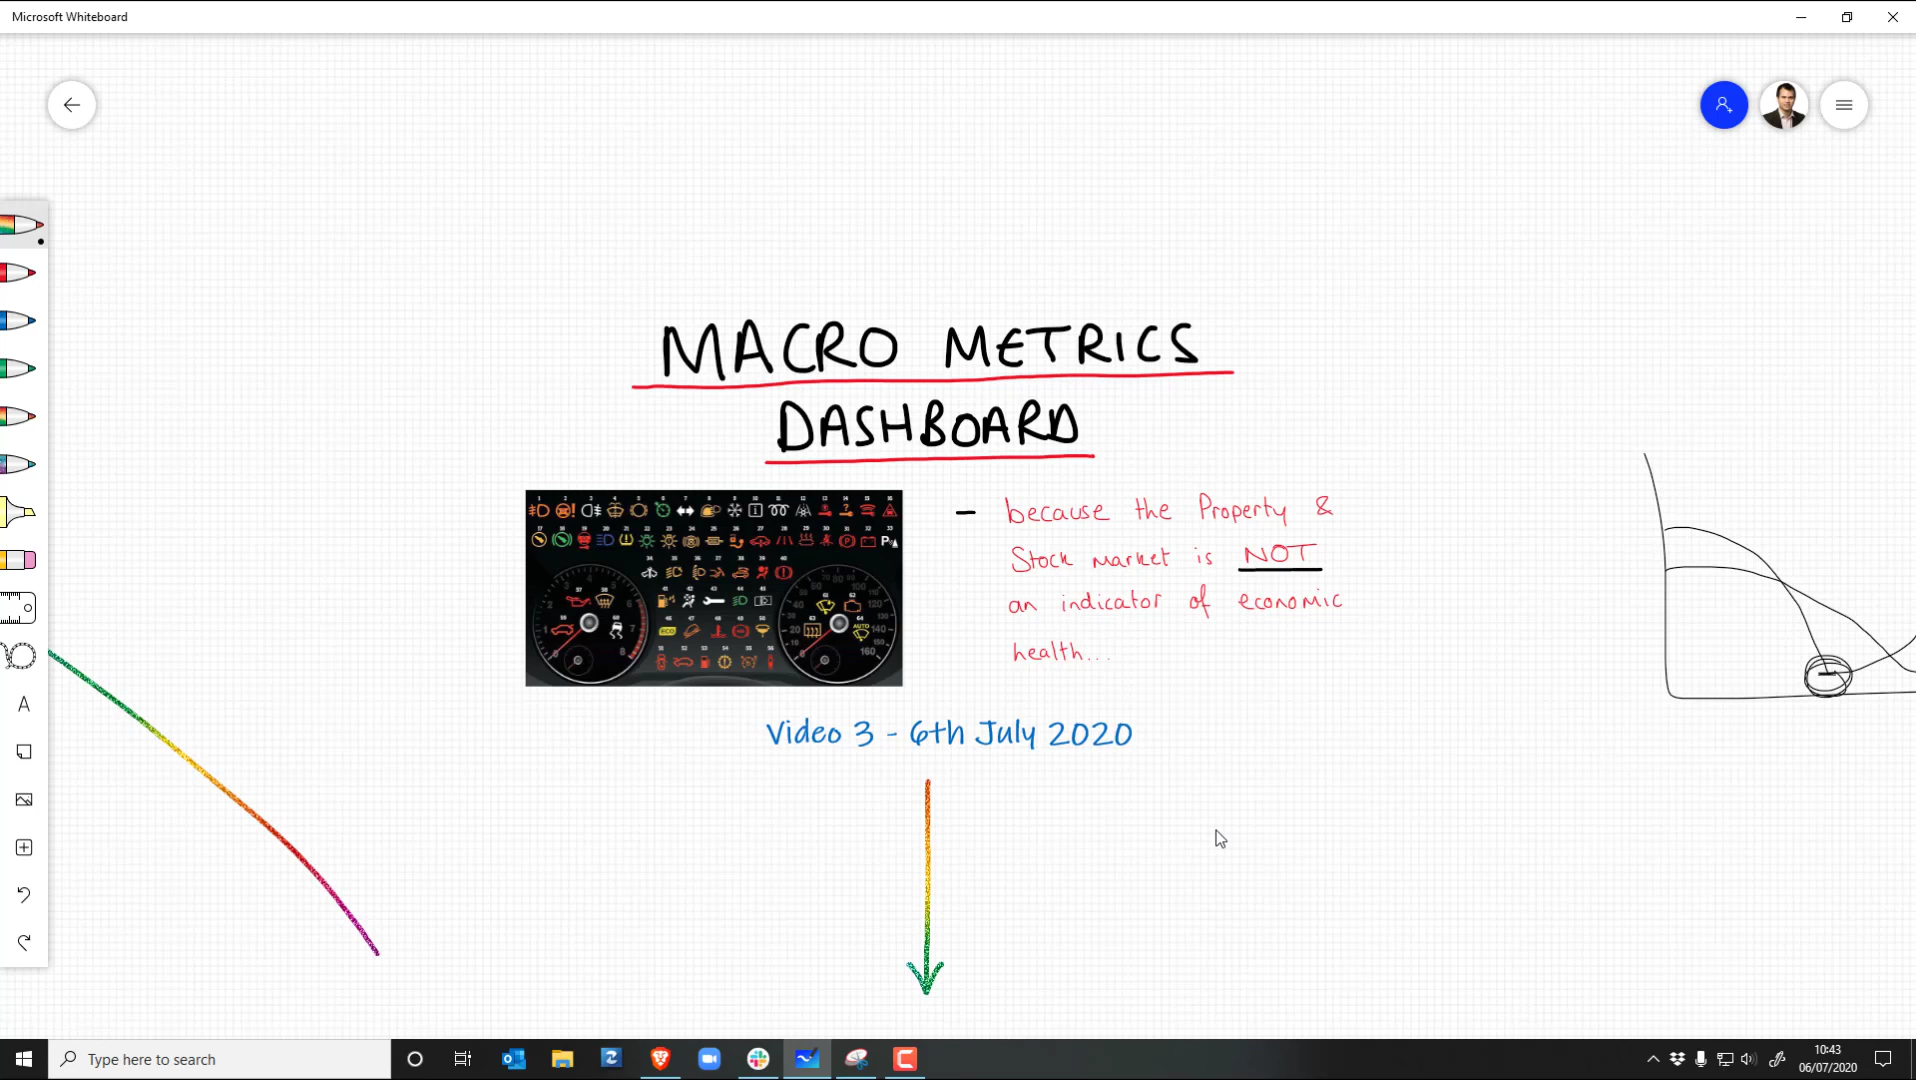 Microsoft Whiteboard
MACRO METRICS
DASHBOARD
- because the Property &
Stock market is NOT
an indicator of economic
health...
Video 3 - 6th July 2020
Type here to search
10:43
06/07/2020